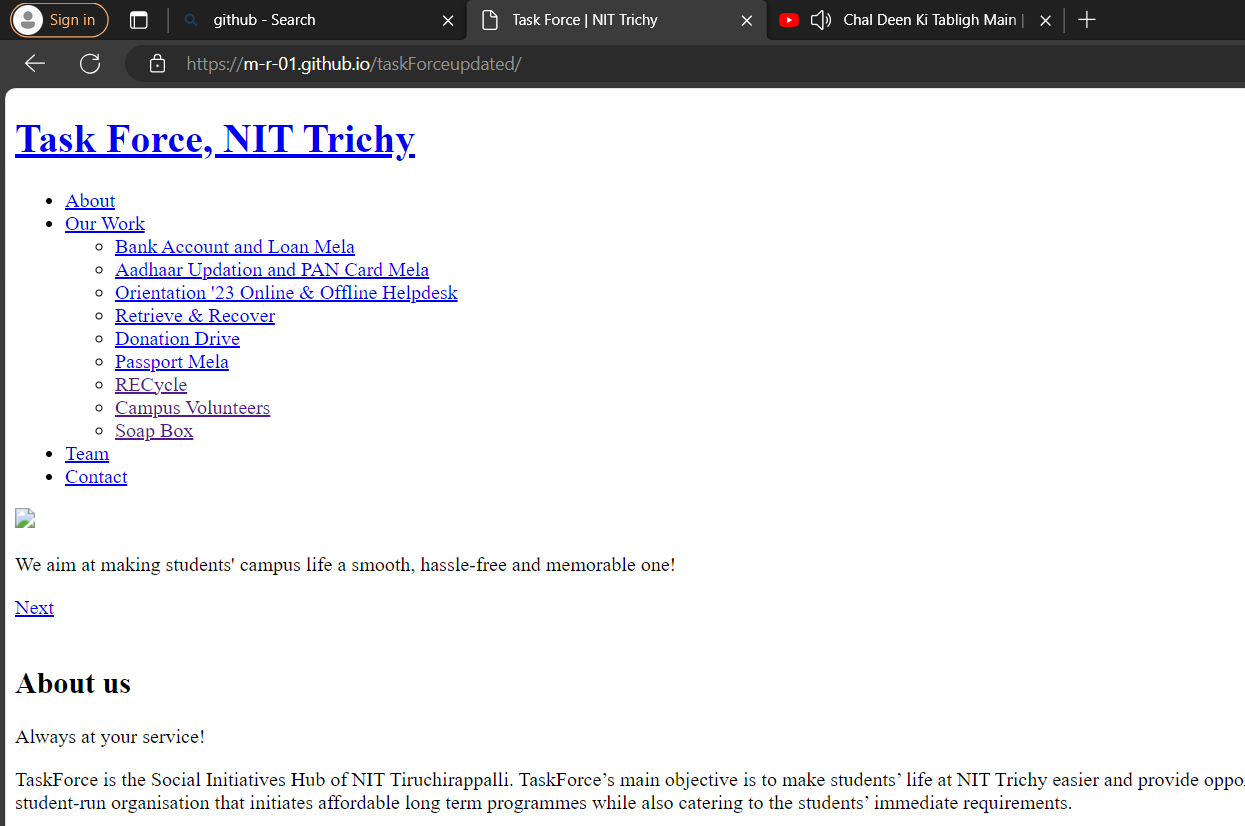 Sign in
github - Search
Task Force | NIT Trichy
Chal Deen Ki Tabligh Main |
https://m-r-01.github.io/taskForceupdated/
Task Force, NIT Trichy
About
Our Work
Bank Account and Loan Mela
Aadhaar Updation and PAN Card Mela
Orientation '23 Online & Offline Helpdesk
Retrieve & Recover
Donation Drive
Passport Mela
RECycle
Campus Volunteers
Soap Box
Team
Contact
We aim at making students' campus life a smooth, hassle-free and memorable one!
Next
About us
Always at your service!
TaskForce is the Social Initiatives Hub of NIT Tiruchirappalli. TaskForce’s main objective is to make students’ life at NIT Trichy easier and provide oppo
student-run organisation that initiates affordable long term programmes while also catering to the students’ immediate requirements.